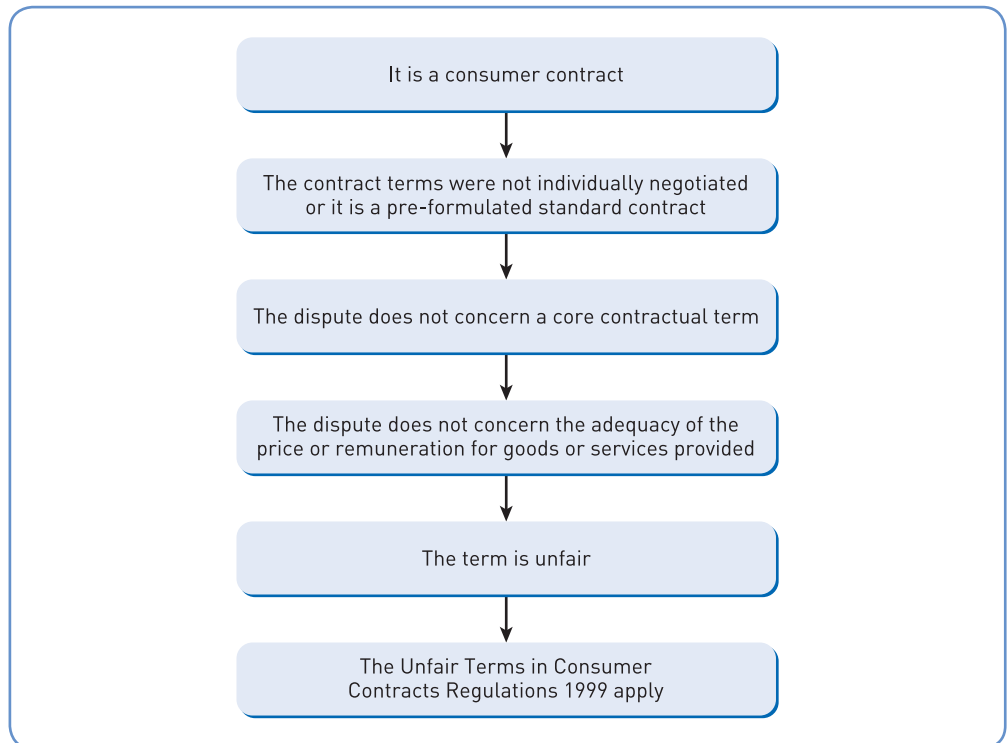 It is a consumer contract
The contract terms were not individually negotiated
or it is a pre-formulated standard contract
The dispute does not concern a core contractual term
The dispute does not concern the adequacy of the
price or remuneration for goods or services provided
The term is unfair
The Unfair Terms in Consumer
Contracts Regulations 1999 apply